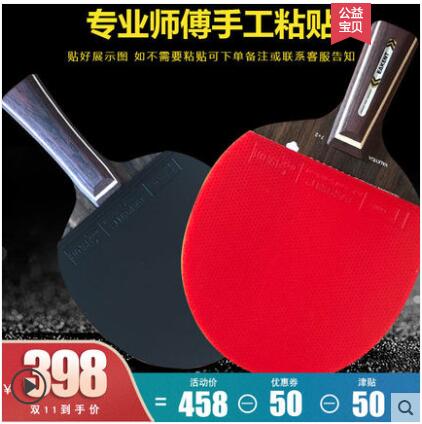 专业师傅手工粘贴
公益
宝贝
贴好展示图 如不需要粘贴可下单备注或联系客服告知
¥398
双11到手价
=
活动价
458
-
优惠券
50
-
津贴
50